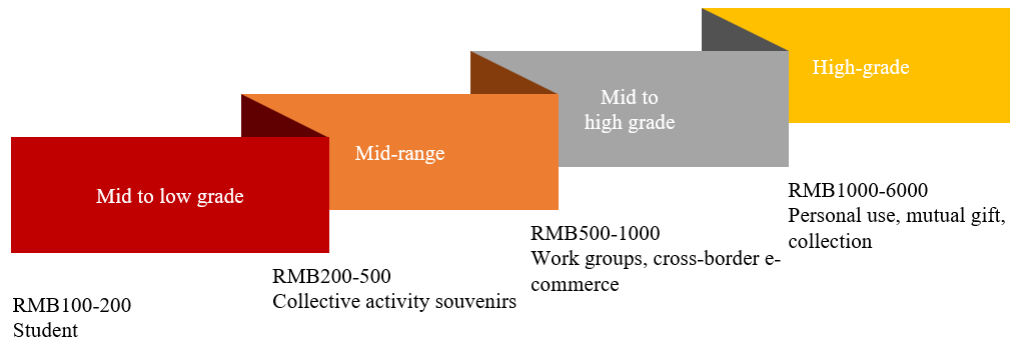 Mid to low grade
RMB100-200
Student
Mid-range
RMB200-500
Collective activity souvenirs
Mid to
high grade
RMB500-1000
Work groups, cross-border e-
commerce
High-grade
RMB1000-6000
Personal use, mutual gift,
collection